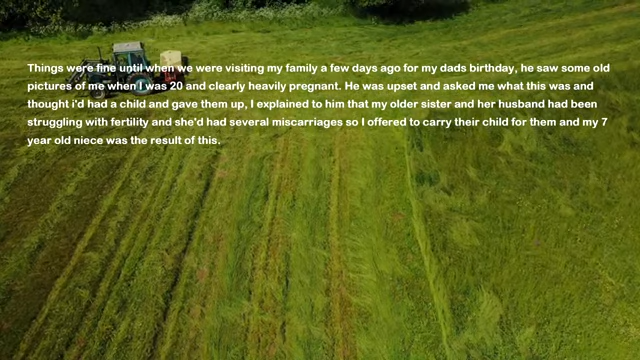 Things were fine until when we were visiting my family a few days ago for my dads birthday, he saw some old
pictures of me when I was 20 and clearly heavily pregnant. He was upset and asked me what this was and
thought i'd had a child and gave them up, I explained to him that my older sister and her husband had been
struggling with fertility and she'd had several miscarriages so I offered to carry their child for them and my 7
year old niece was the result of this.